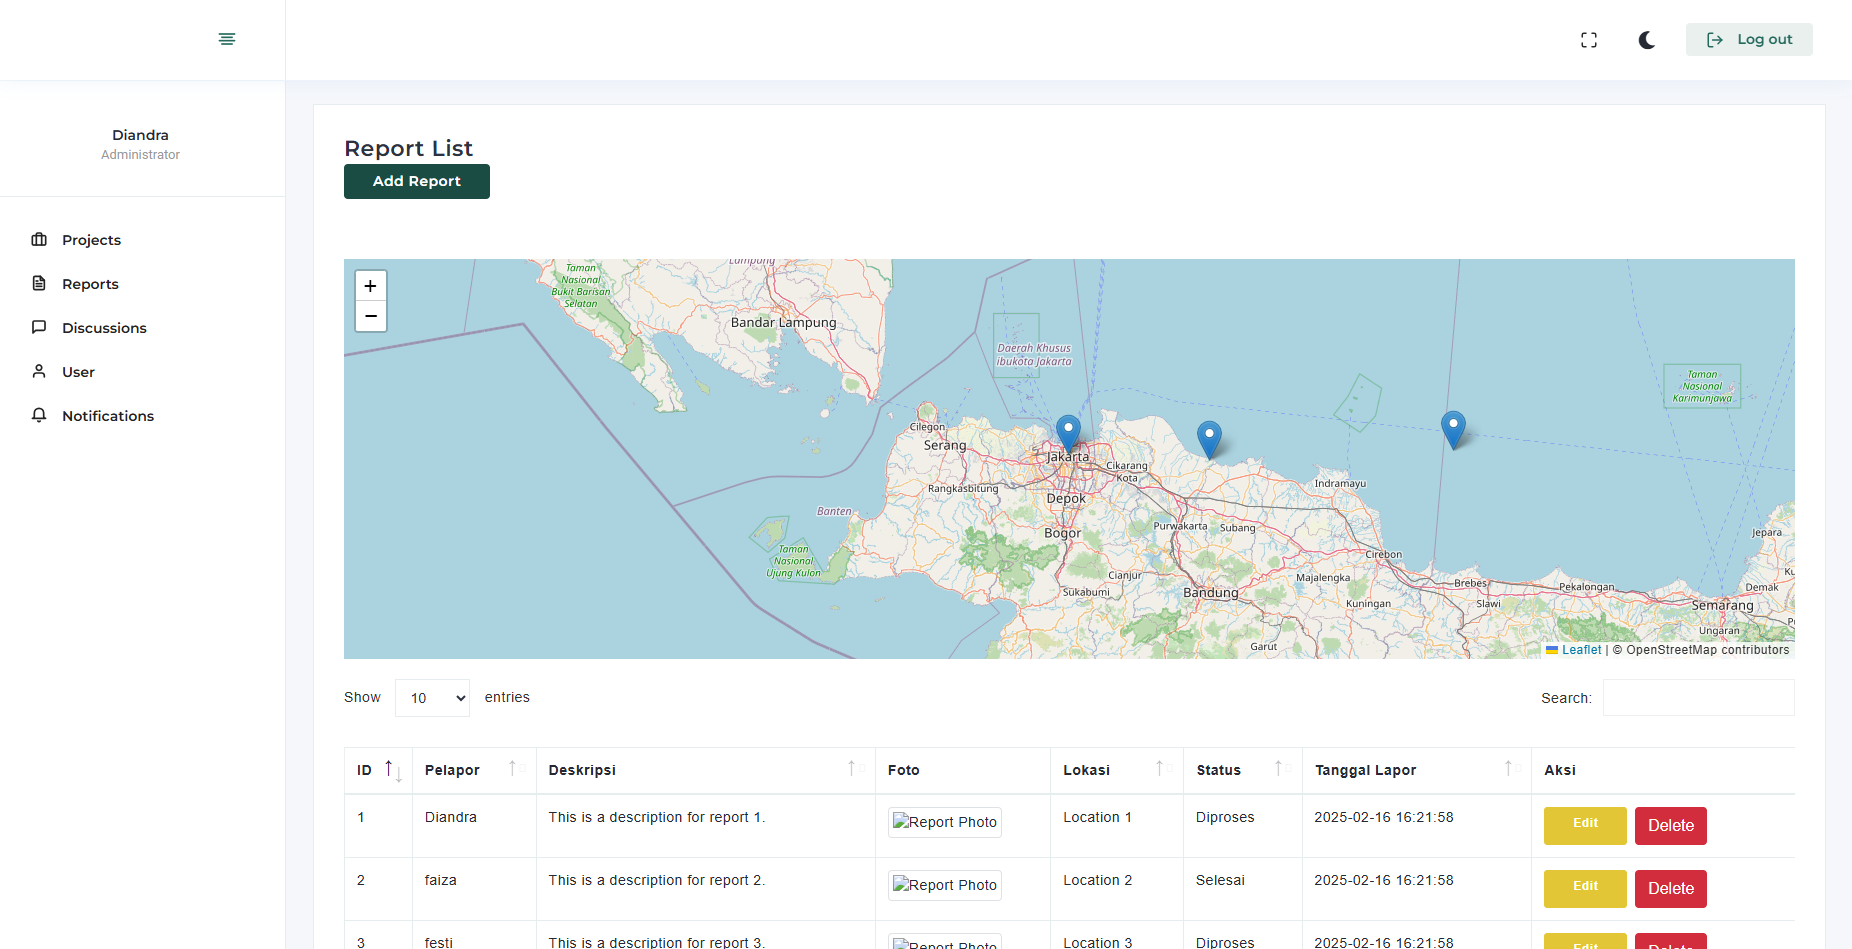 Log out
Diandra
Administrator
Projects
Reports
Discussions
User
Notifications
Report List
Add Report
+
−
Lampung
Taman
Nasional
Bukit Barisan
Selatan
Bandar Lampung
Daerah Khusus
ibukota Jakarta
Taman
Nasional
Karimunjawa
Cilegon
Serang
Jakarta
Cikarang
Kota
Rangkasbitung
Depok
Indramayu
Banten
Bogor
Purwakarta
Subang
Jepara
Taman
Nasional
Ujung Kulon
Cirebon
Cianjur
Majalengka
Sukabumi
Bandung
Kuningan
Brebes
Slawi
Pekalongan
Demak
Semarang
Ungaran
Garut
Leaflet | © OpenStreetMap contributors
Show 10 entries
Search:
ID Pelapor Deskripsi Foto Lokasi Status Tanggal Lapor Aksi
1 Diandra This is a description for report 1. Report Photo Location 1 Diproses 2025-02-16 16:21:58 Edit Delete
2 faiza This is a description for report 2. Report Photo Location 2 Selesai 2025-02-16 16:21:58 Edit Delete
3 festi This is a description for report 3. Report Photo Location 3 Diproses 2025-02-16 16:21:58 Edit Delete